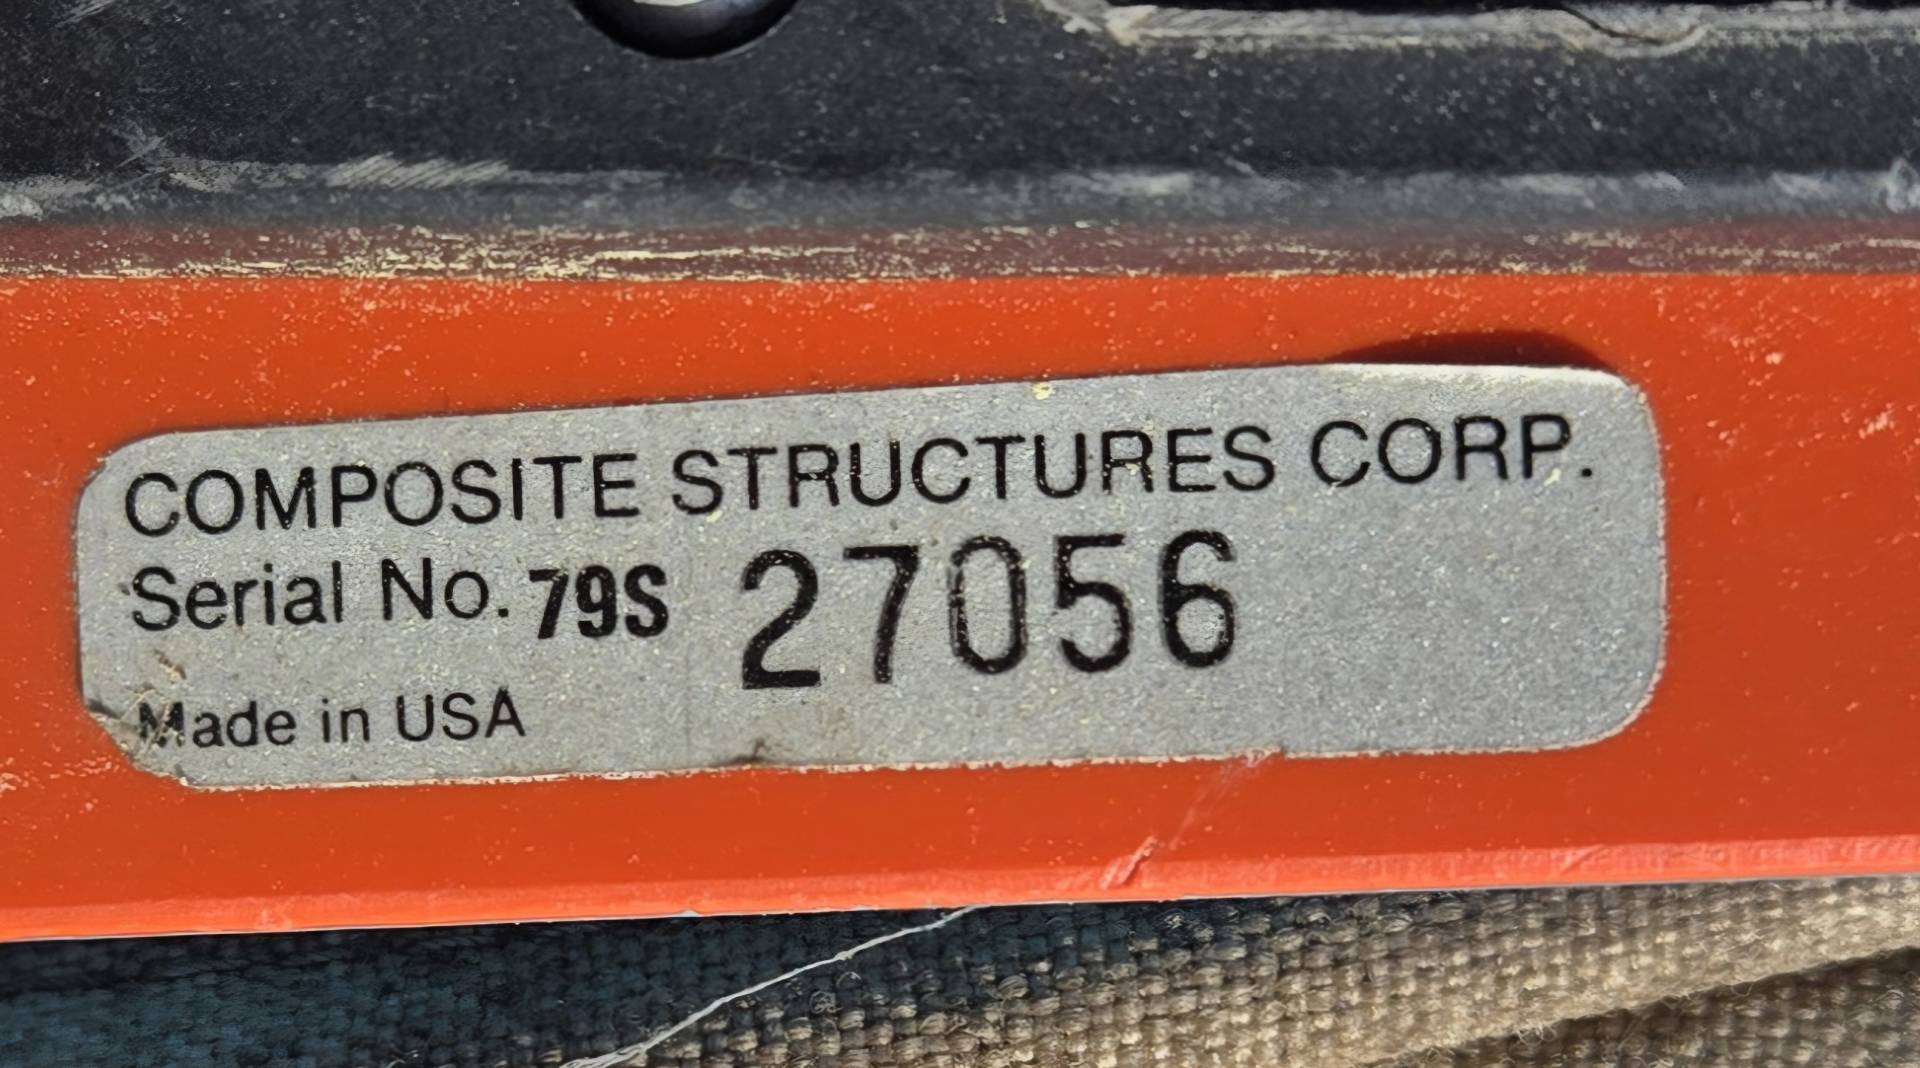 COMPOSITE STRUCTURES CORP.
Serial No. 79S 27056
Made in USA